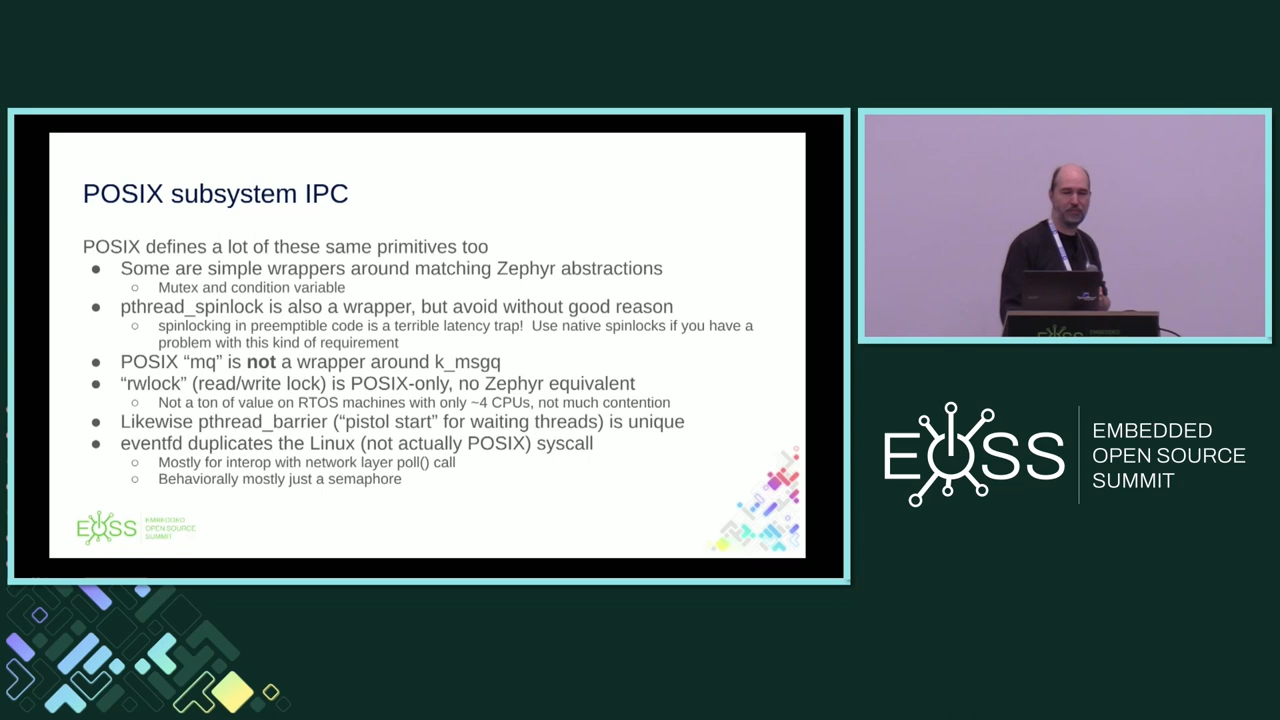 POSIX subsystem IPC
POSIX defines a lot of these same primitives too
● Some are simple wrappers around matching Zephyr abstractions
○ Mutex and condition variable
● pthread_spinlock is also a wrapper, but avoid without good reason
○ spinlocking in preemptible code is a terrible latency trap! Use native spinlocks if you have a
problem with this kind of requirement
● POSIX “mq” is not a wrapper around k_msgq
● “rwlock” (read/write lock) is POSIX-only, no Zephyr equivalent
○ Not a ton of value on RTOS machines with only ~4 CPUs, not much contention
● Likewise pthread_barrier (“pistol start” for waiting threads) is unique
● eventfd duplicates the Linux (not actually POSIX) syscall
○ Mostly for interop with network layer poll() call
○ Behaviorally mostly just a semaphore
EOSS
EMBEDDED
OPEN SOURCE
SUMMIT
EOSS
EMBEDDED
OPEN SOURCE
SUMMIT